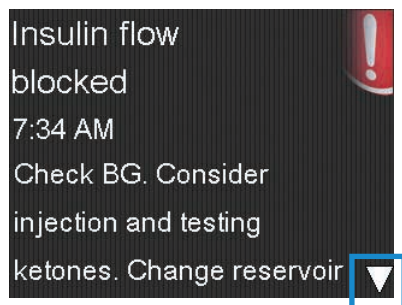 Insulin flow
blocked
7:34 AM
Check BG. Consider
injection and testing
ketones. Change reservoir